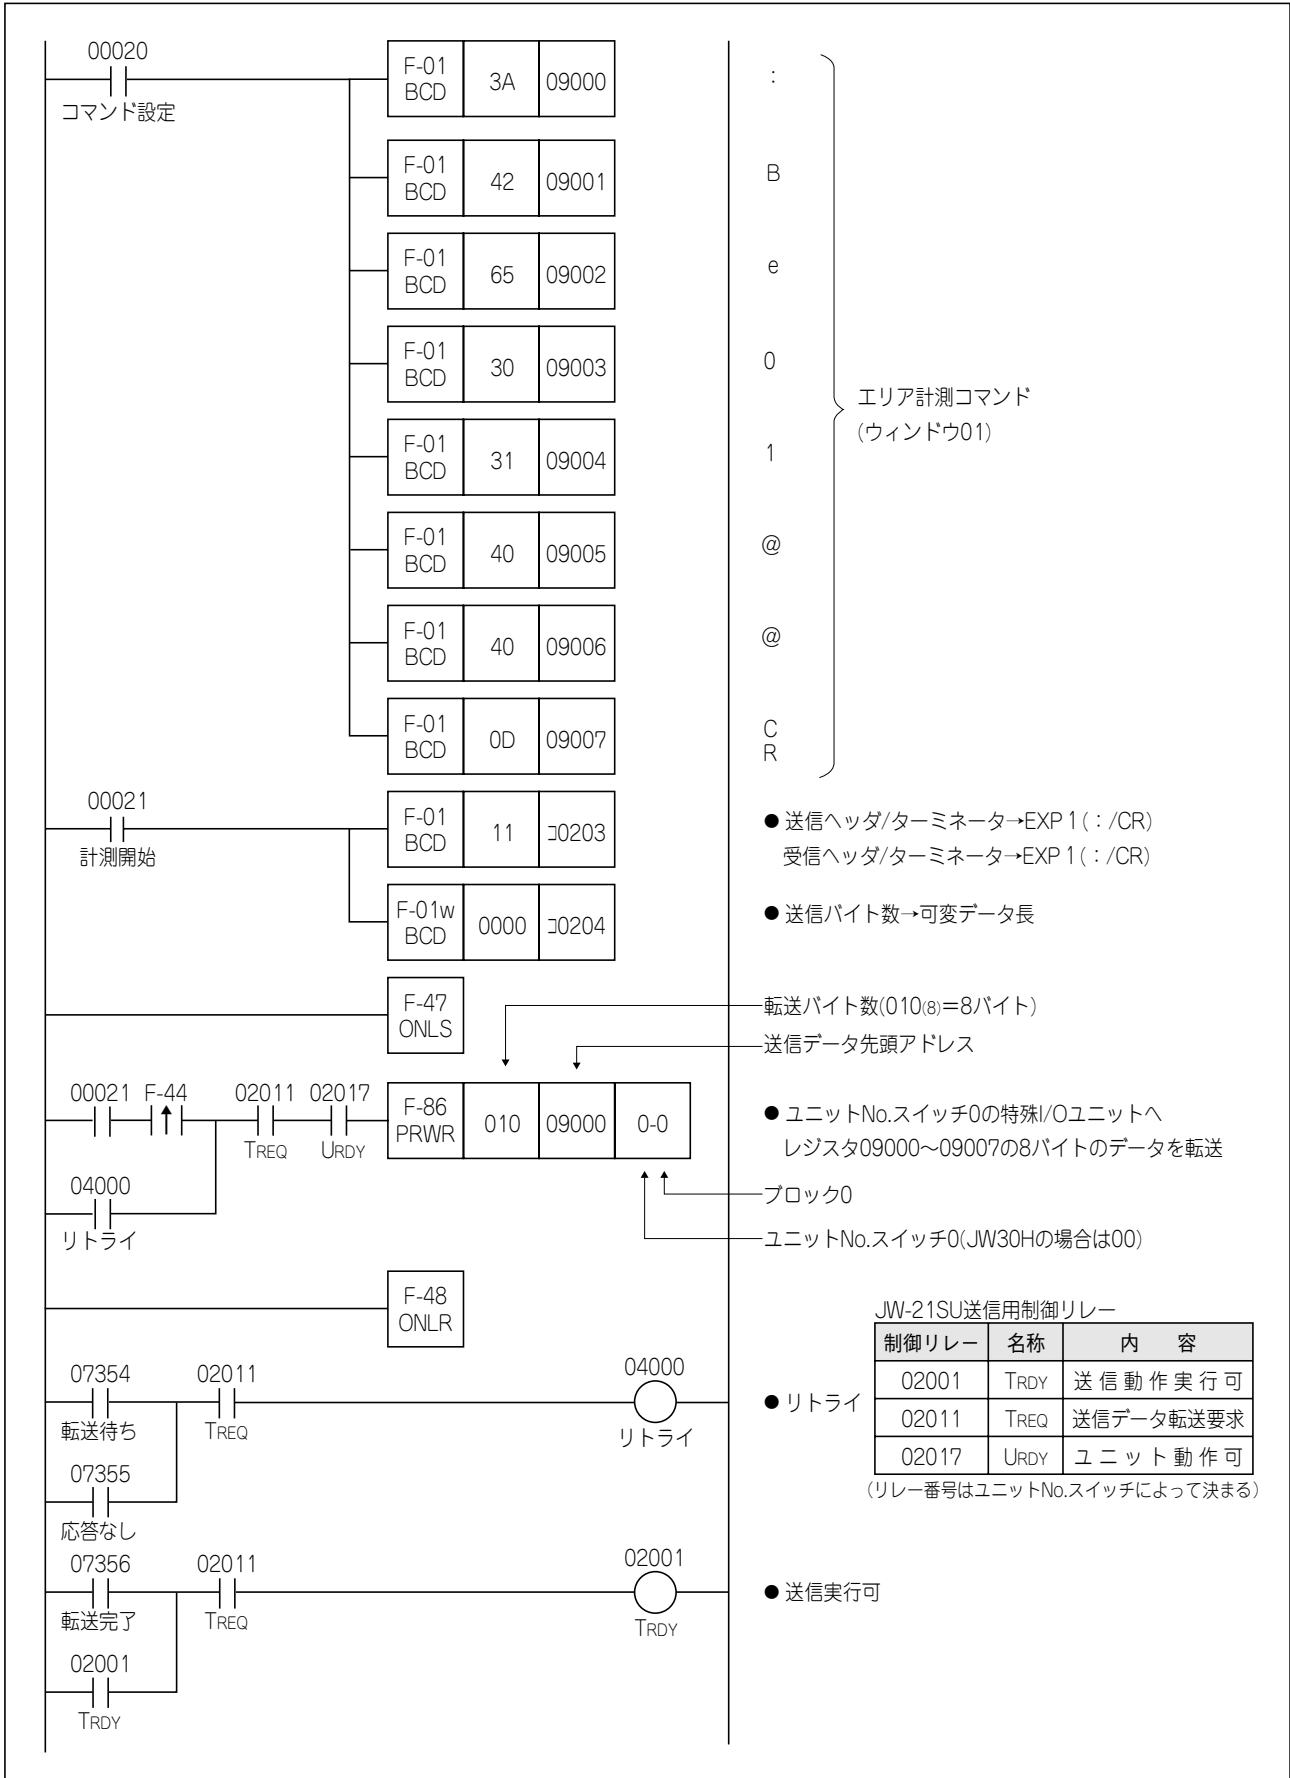 00020
コマンド設定
F-01 BCD 3A 09000 :
F-01 BCD 42 09001 B
F-01 BCD 65 09002 e
F-01 BCD 30 09003 0
F-01 BCD 31 09004 1
F-01 BCD 40 09005 @
F-01 BCD 40 09006 @
F-01 BCD 0D 09007 CR
エリア計測コマンド
(ウィンドウ01)
00021
計測開始
F-01 BCD 11 ｺ0203
● 送信ヘッダ/ターミネータ→EXP 1 ( : /CR)
受信ヘッダ/ターミネータ→EXP 1 ( : /CR)
F-01w BCD 0000 ｺ0204
● 送信バイト数→可変データ長
F-47 ONLS
転送バイト数(010(8)=8バイト)
送信データ先頭アドレス
00021 F-44 02011 02017
TREQ URDY
F-86 PRWR 010 09000 0-0
● ユニットNo.スイッチ0の特殊I/Oユニットへ
レジスタ09000〜09007の8バイトのデータを転送
04000
リトライ
ブロック0
ユニットNo.スイッチ0(JW30Hの場合は00)
F-48 ONLR
JW-21SU送信用制御リレー
制御リレー 名称 内 容
02001 TRDY 送信動作実行可
02011 TREQ 送信データ転送要求
02017 URDY ユニット動作可
(リレー番号はユニットNo.スイッチによって決まる)
07354 02011 04000
転送待ち TREQ リトライ
● リトライ
07355
応答なし
07356 02011 02001
転送完了 TREQ TRDY
● 送信実行可
02001
TRDY